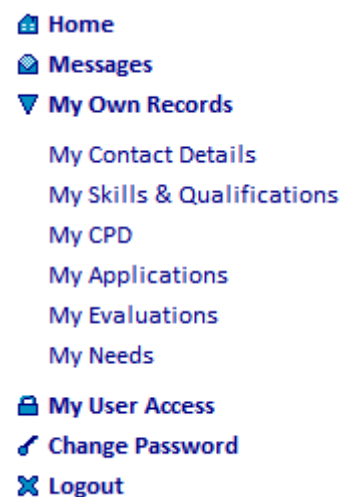 Home
Messages
My Own Records
My Contact Details
My Skills & Qualifications
My CPD
My Applications
My Evaluations
My Needs
My User Access
Change Password
Logout